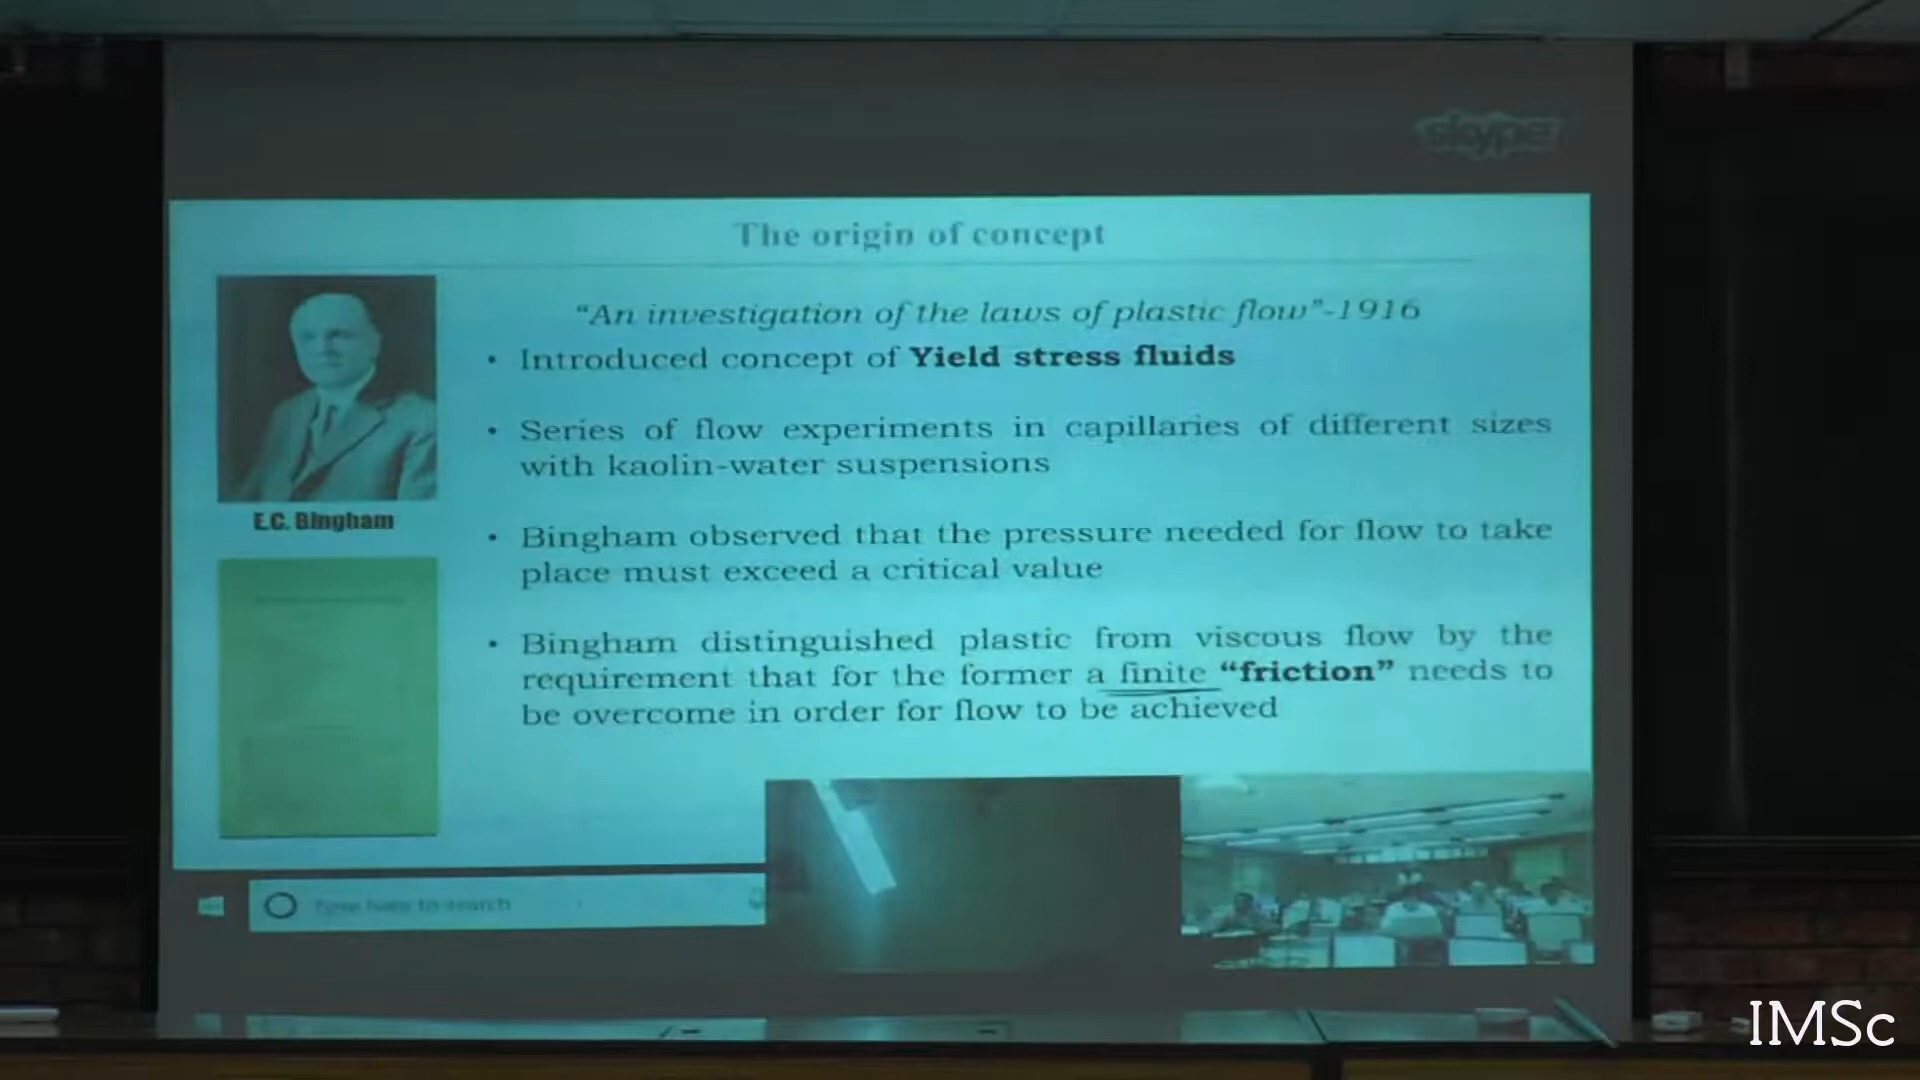 skype
The origin of concept
“An investigation of the laws of plastic flow”-1916
• Introduced concept of Yield stress fluids
• Series of flow experiments in capillaries of different sizes
with kaolin-water suspensions
E.C. Bingham
• Bingham observed that the pressure needed for flow to take
place must exceed a critical value
• Bingham distinguished plastic from viscous flow by the
requirement that for the former a finite “friction” needs to
be overcome in order for flow to be achieved
Type here to search
IMSc